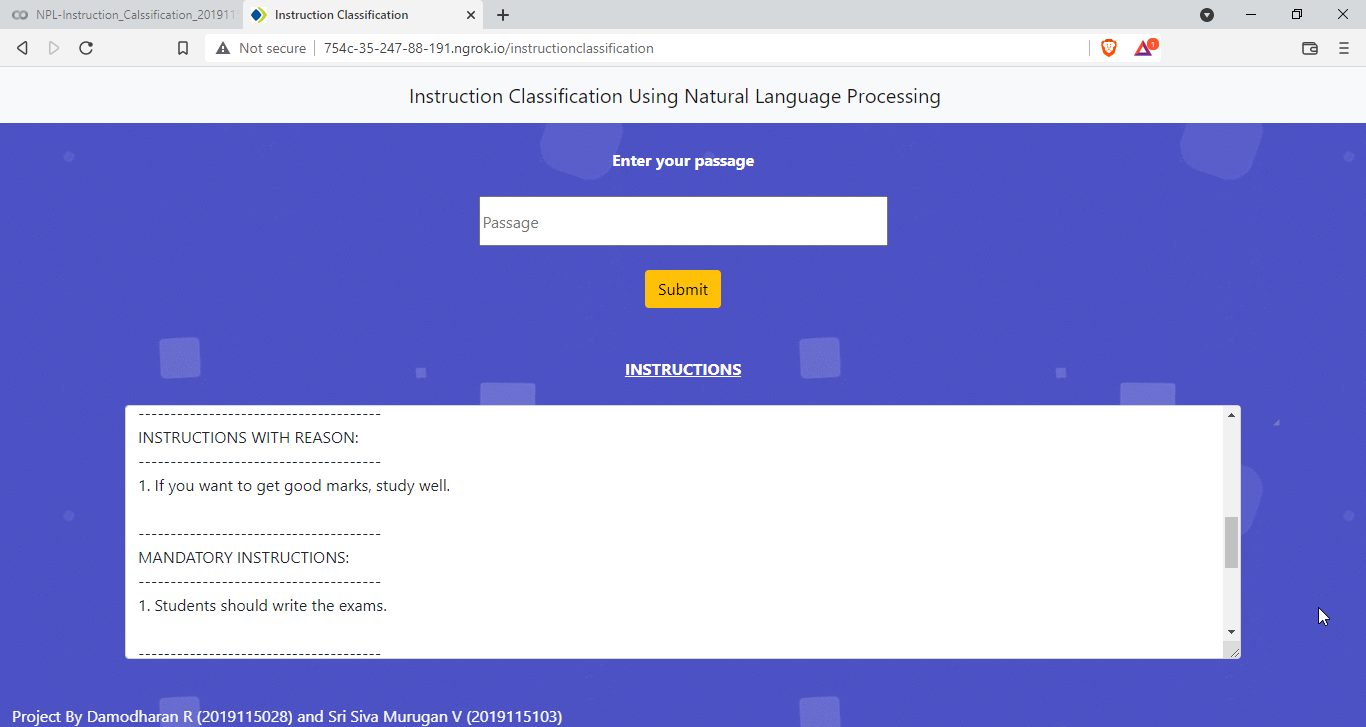 NPL-Instruction_Calssification_20191
Instruction Classification
Not secure
754c-35-247-88-191.ngrok.io/instructionclassification
1
Instruction Classification Using Natural Language Processing
Enter your passage
Passage
Submit
INSTRUCTIONS
--------------------------------------
INSTRUCTIONS WITH REASON:
--------------------------------------
1. If you want to get good marks, study well.
--------------------------------------
MANDATORY INSTRUCTIONS:
--------------------------------------
1. Students should write the exams.
--------------------------------------
Project By Damodharan R (2019115028) and Sri Siva Murugan V (2019115103)